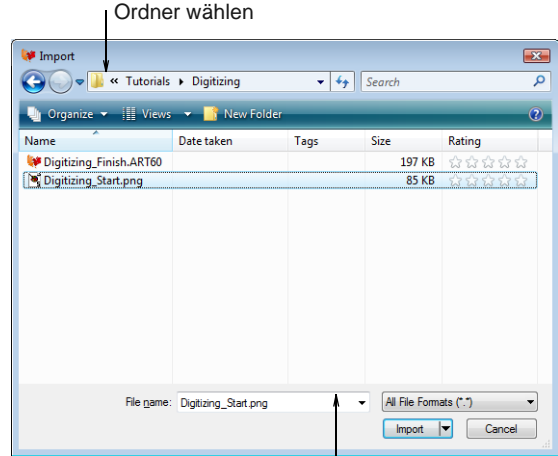 Ordner wählen
Import
« Tutorials Digitizing Search
Organize Views New Folder
Name Date taken Tags Size Rating
Digitizing_Finish.ART60 197 KB
Digitizing_Start.png 85 KB
File name: Digitizing_Start.png All File Formats (*.*)
Import Cancel